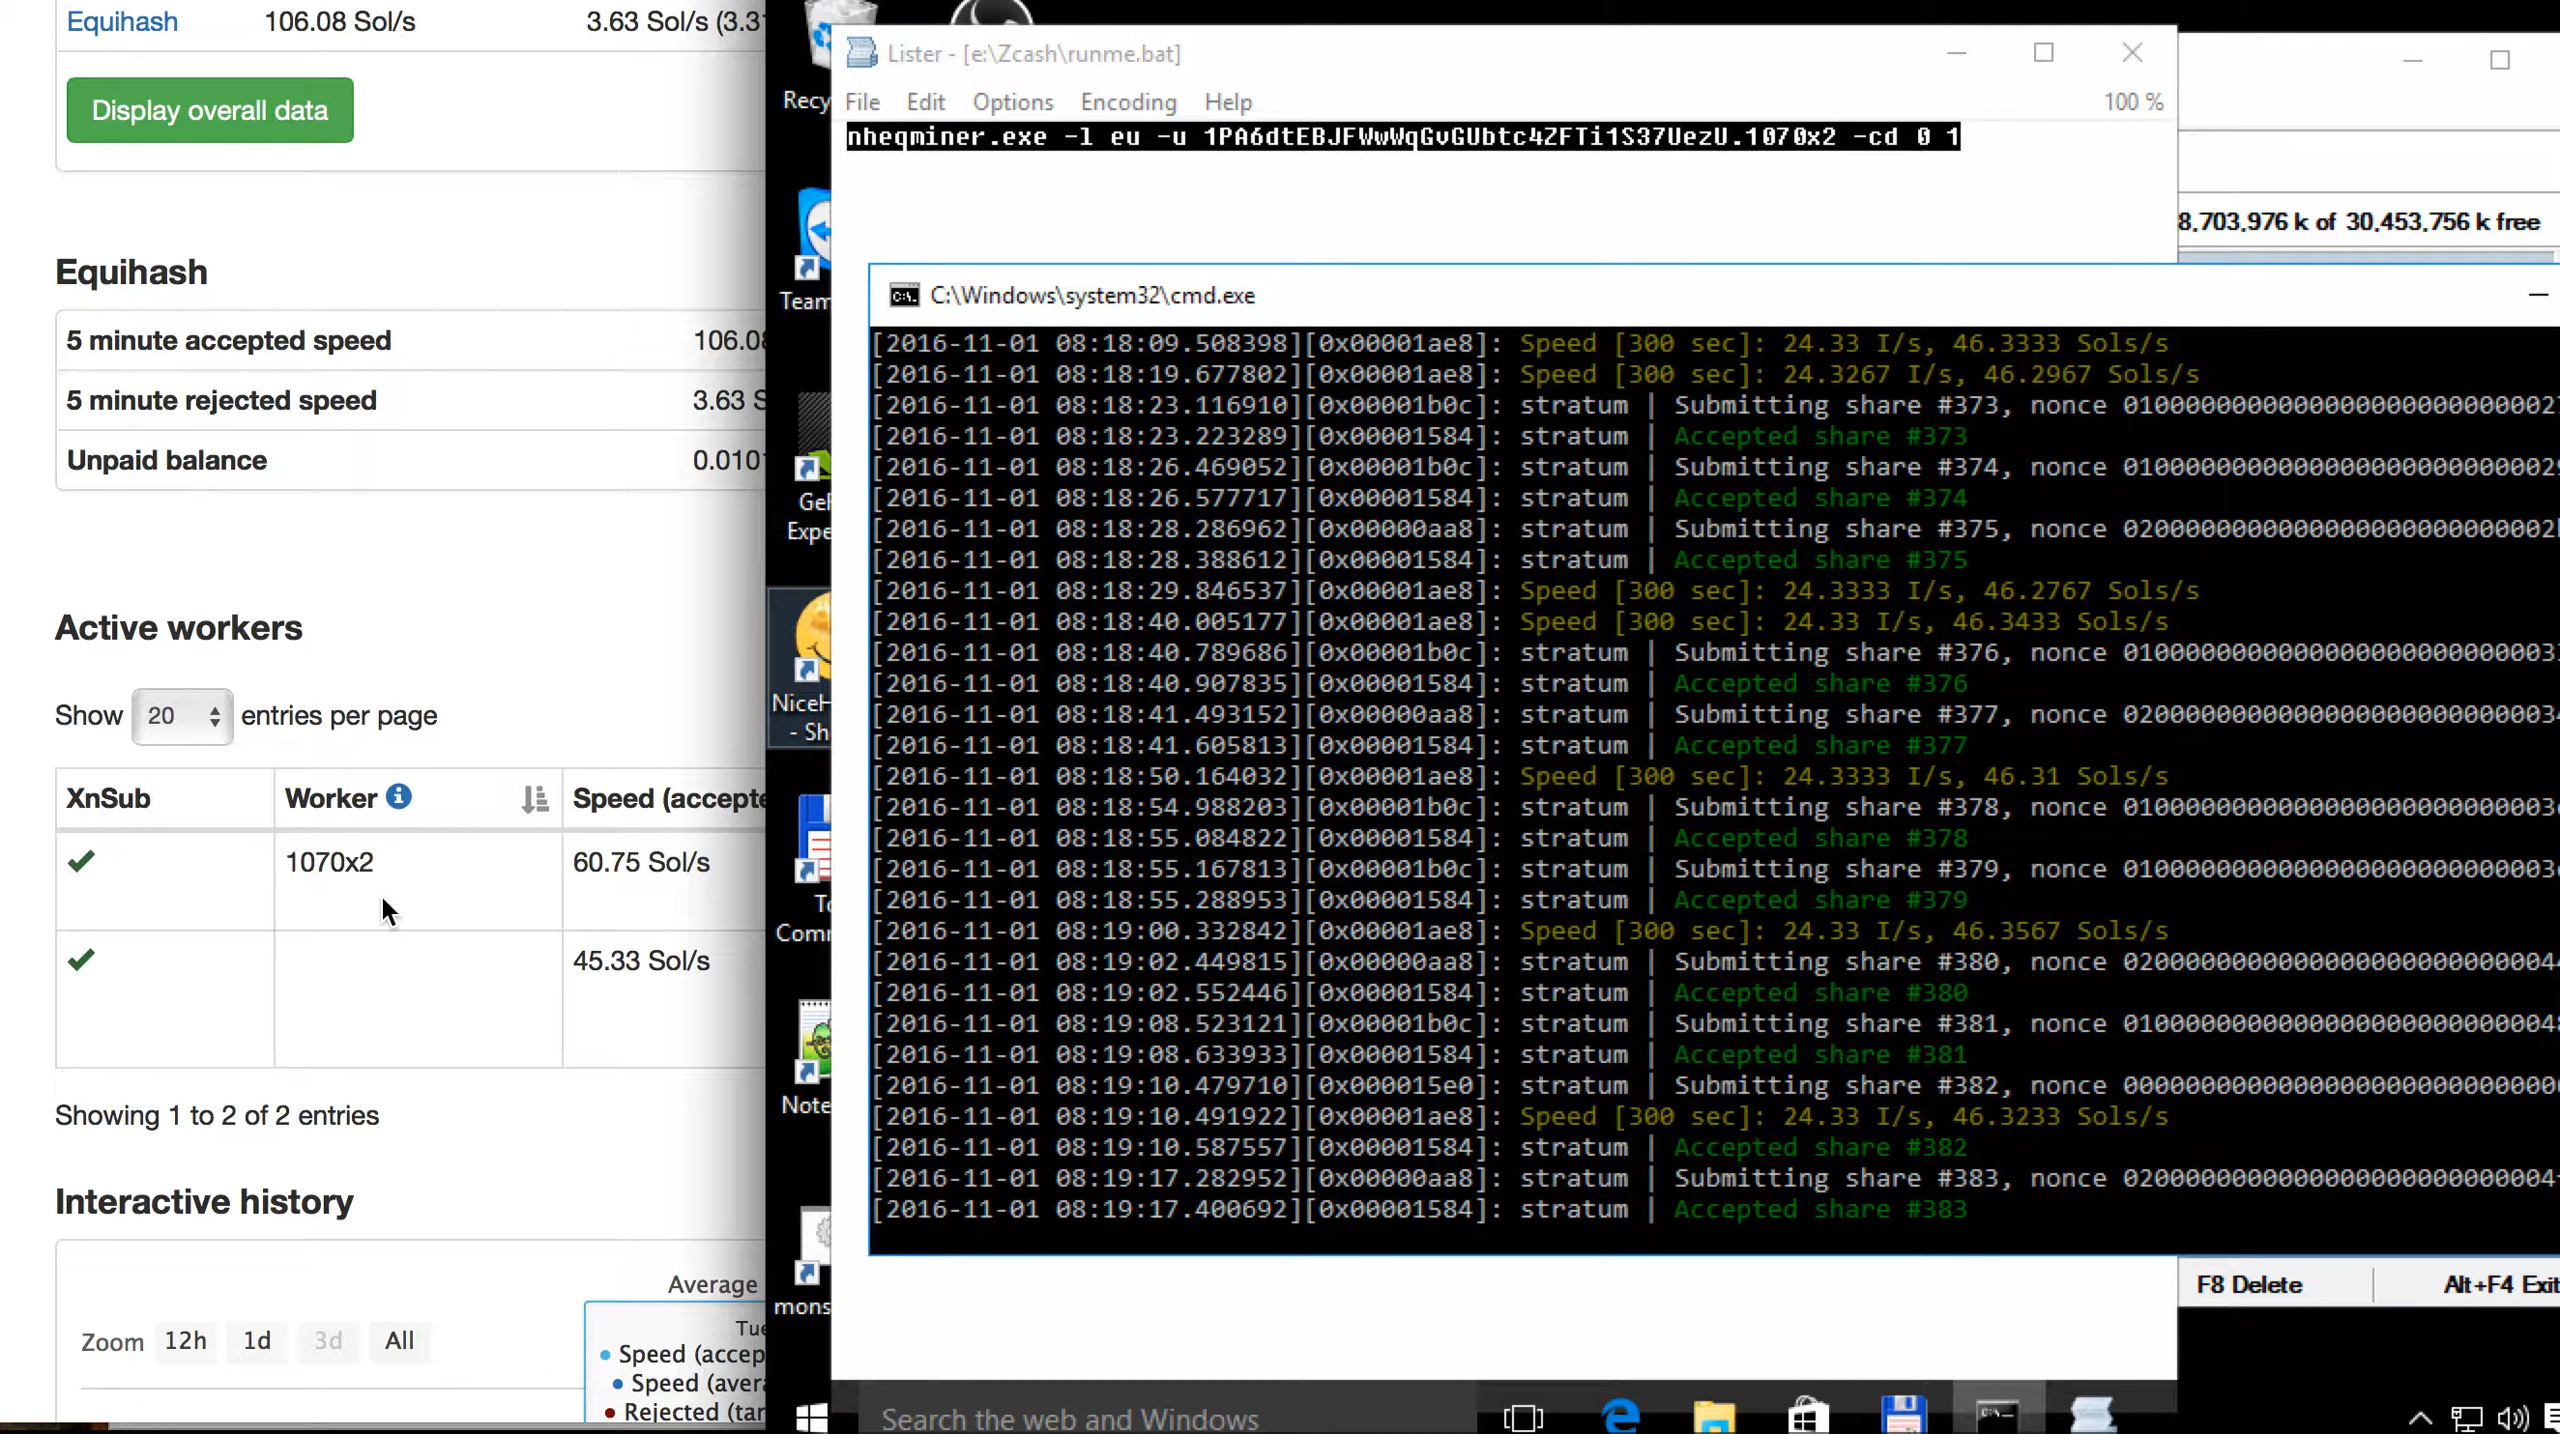 Equihash 106.08 Sol/s 3.63 Sol/s (3.31
Display overall data
Equihash
5 minute accepted speed 106.08
5 minute rejected speed 3.63 S
Unpaid balance 0.010
Active workers
Show 20 entries per page
XnSub Worker Speed (accepte
1070x2 60.75 Sol/s
45.33 Sol/s
Showing 1 to 2 of 2 entries
Interactive history
Average
Zoom 12h 1d 3d All
Tue
Speed (accep
Speed (avera
Rejected (tar
Recy
Team
GeF
Expe
NiceH
- Sh
To
Comm
Note
mons
Lister - [e:\Zcash\runme.bat]
File Edit Options Encoding Help 100 %
nheqminer.exe -l eu -u 1PA6dtEBJFWwWqGvGUbtc4ZFTi1S37UezU.1070x2 -cd 0 1
8,703,976 k of 30,453,756 k free
C:\Windows\system32\cmd.exe
[2016-11-01 08:18:09.508398][0x00001ae8]: Speed [300 sec]: 24.33 I/s, 46.3333 Sols/s
[2016-11-01 08:18:19.677802][0x00001ae8]: Speed [300 sec]: 24.3267 I/s, 46.2967 Sols/s
[2016-11-01 08:18:23.116910][0x00001b0c]: stratum | Submitting share #373, nonce
[2016-11-01 08:18:23.223289][0x00001584]: stratum | Accepted share #373
[2016-11-01 08:18:26.469052][0x00001b0c]: stratum | Submitting share #374, nonce
[2016-11-01 08:18:26.577717][0x00001584]: stratum | Accepted share #374
[2016-11-01 08:18:28.286962][0x00000aa8]: stratum | Submitting share #375, nonce
[2016-11-01 08:18:28.388612][0x00001584]: stratum | Accepted share #375
[2016-11-01 08:18:29.846537][0x00001ae8]: Speed [300 sec]: 24.3333 I/s, 46.2767 Sols/s
[2016-11-01 08:18:40.005177][0x00001ae8]: Speed [300 sec]: 24.33 I/s, 46.3433 Sols/s
[2016-11-01 08:18:40.789686][0x00001b0c]: stratum | Submitting share #376, nonce
[2016-11-01 08:18:40.907835][0x00001584]: stratum | Accepted share #376
[2016-11-01 08:18:41.493152][0x00000aa8]: stratum | Submitting share #377, nonce
[2016-11-01 08:18:41.605813][0x00001584]: stratum | Accepted share #377
[2016-11-01 08:18:50.164032][0x00001ae8]: Speed [300 sec]: 24.3333 I/s, 46.31 Sols/s
[2016-11-01 08:18:54.988203][0x00001b0c]: stratum | Submitting share #378, nonce
[2016-11-01 08:18:55.084822][0x00001584]: stratum | Accepted share #378
[2016-11-01 08:18:55.167813][0x00001b0c]: stratum | Submitting share #379, nonce
[2016-11-01 08:18:55.288953][0x00001584]: stratum | Accepted share #379
[2016-11-01 08:19:00.332842][0x00001ae8]: Speed [300 sec]: 24.33 I/s, 46.3567 Sols/s
[2016-11-01 08:19:02.449815][0x00000aa8]: stratum | Submitting share #380, nonce
[2016-11-01 08:19:02.552446][0x00001584]: stratum | Accepted share #380
[2016-11-01 08:19:08.523121][0x00001b0c]: stratum | Submitting share #381, nonce
[2016-11-01 08:19:08.633933][0x00001584]: stratum | Accepted share #381
[2016-11-01 08:19:10.479710][0x000015e0]: stratum | Submitting share #382, nonce
[2016-11-01 08:19:10.491922][0x00001ae8]: Speed [300 sec]: 24.33 I/s, 46.3233 Sols/s
[2016-11-01 08:19:10.587557][0x00001584]: stratum | Accepted share #382
[2016-11-01 08:19:17.282952][0x00000aa8]: stratum | Submitting share #383, nonce
[2016-11-01 08:19:17.400692][0x00001584]: stratum | Accepted share #383
F8 Delete Alt+F4 Exit
Search the web and Windows